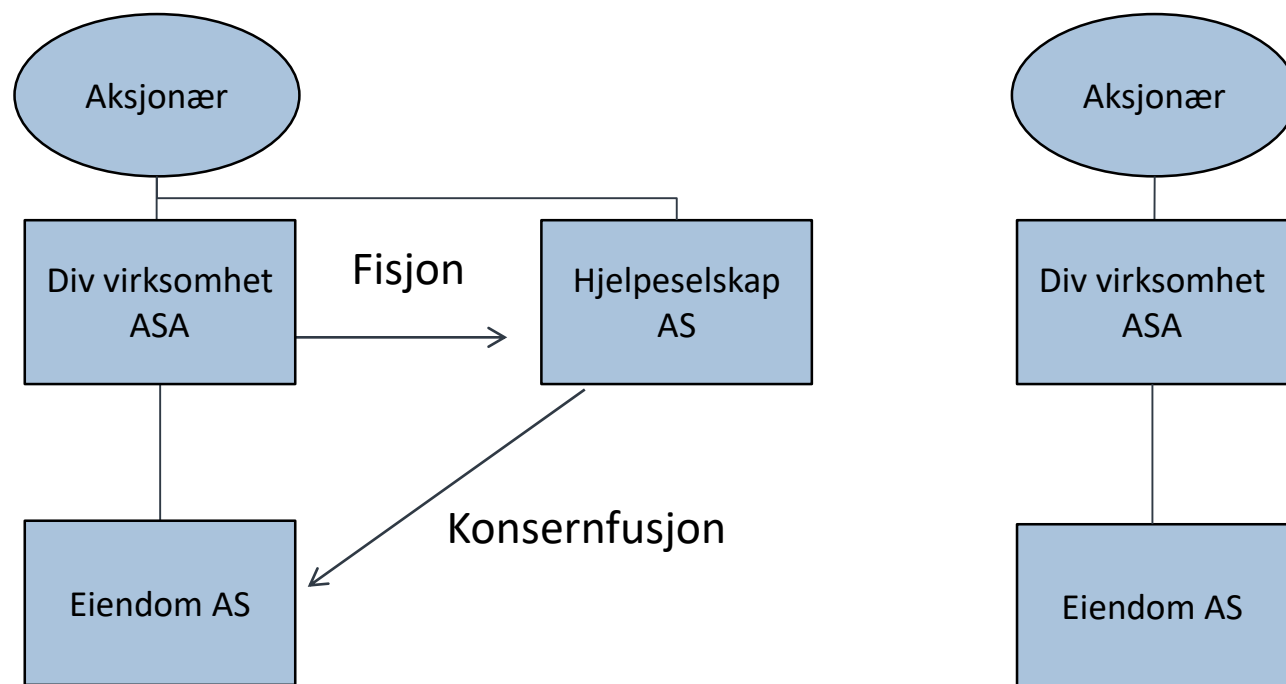 Aksjonær
Aksjonær
Div virksomhet
ASA
Fisjon
Hjelpeselskap
AS
Div virksomhet
ASA
Konsernfusjon
Eiendom AS
Eiendom AS